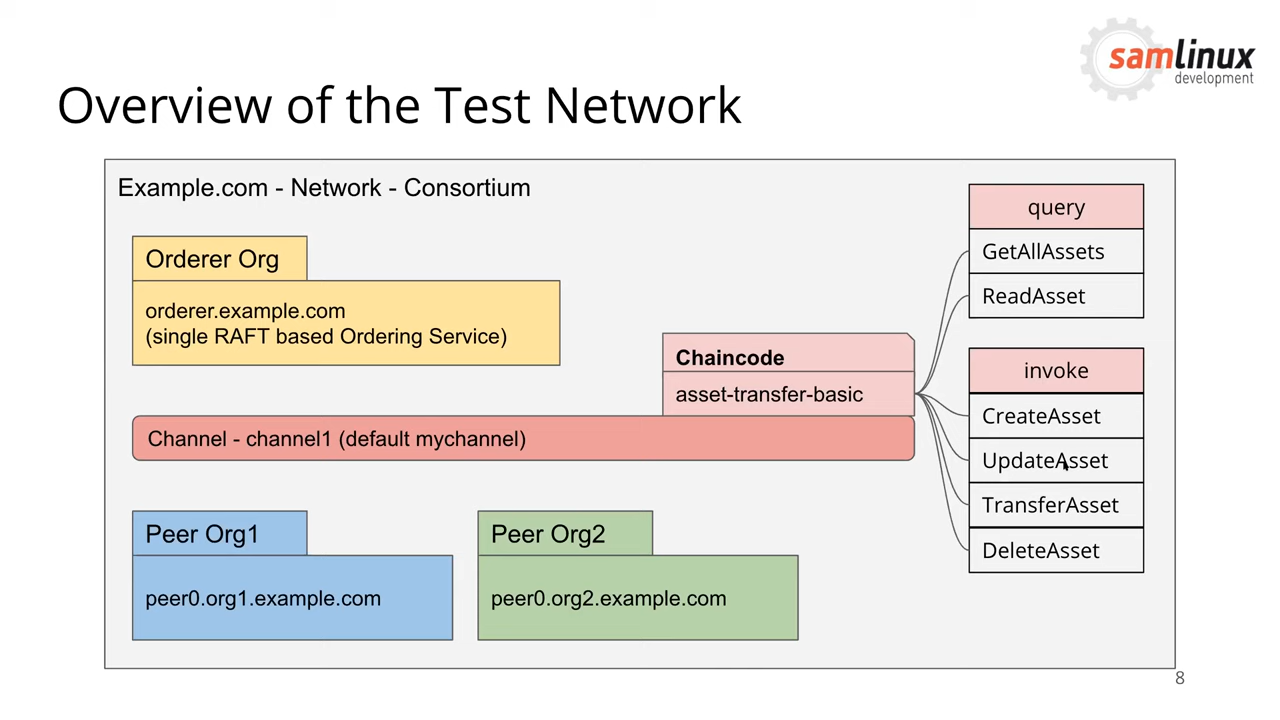 samlinux
development
Overview of the Test Network
Example.com - Network - Consortium
Orderer Org
orderer.example.com
(single RAFT based Ordering Service)
Chaincode
asset-transfer-basic
Channel - channel1 (default mychannel)
Peer Org1
peer0.org1.example.com
Peer Org2
peer0.org2.example.com
query
GetAllAssets
ReadAsset
invoke
CreateAsset
UpdateAsset
TransferAsset
DeleteAsset
8